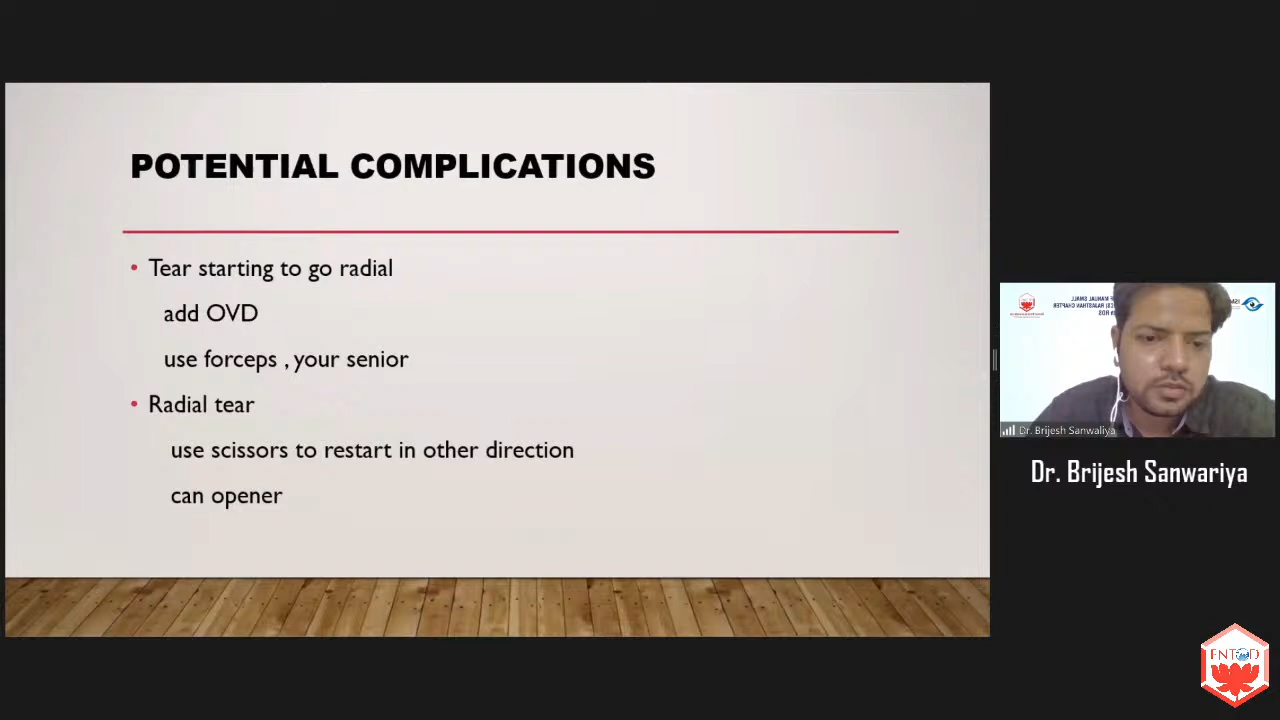 POTENTIAL COMPLICATIONS
• Tear starting to go radial
add OVD
use forceps , your senior
• Radial tear
use scissors to restart in other direction
can opener
Dr. Brijesh Sanwaliya
Dr. Brijesh Sanwariya
ENTOD